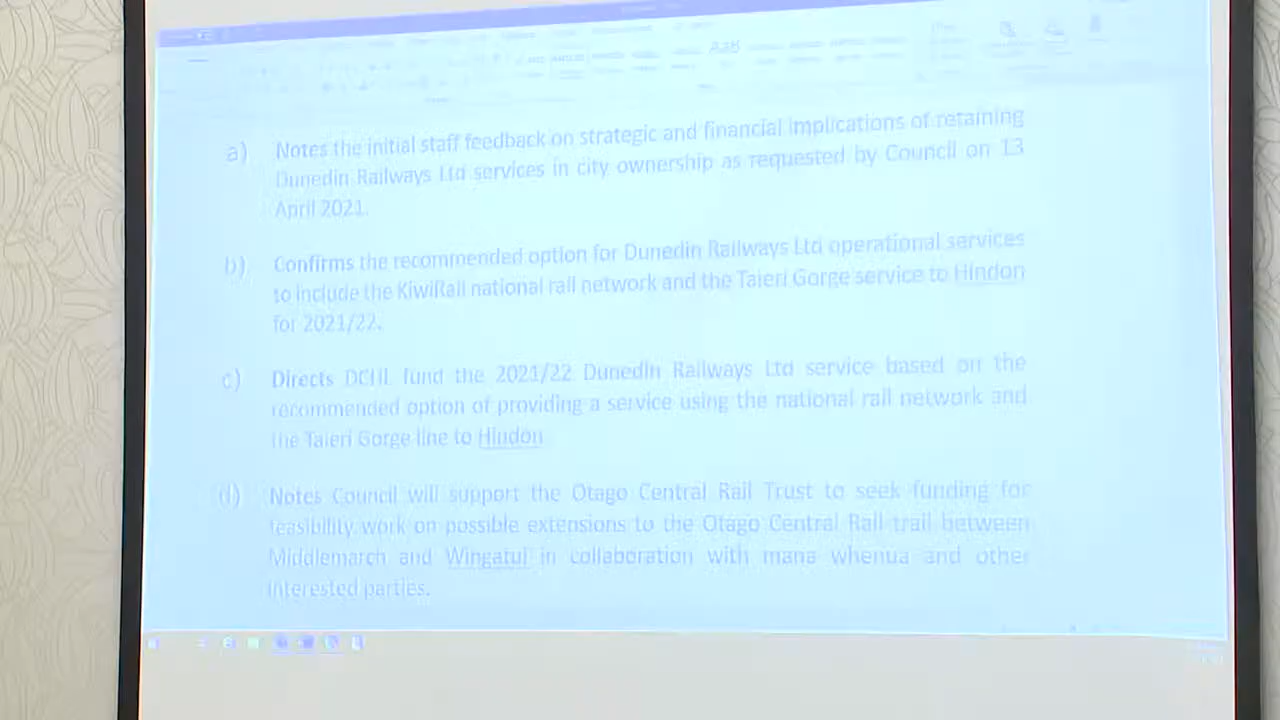 AaB
a) Notes the initial staff feedback on strategic and financial implications of retaining
Dunedin Railways Ltd services in city ownership as requested by Council on 13
April 2021.
b) Confirms the recommended option for Dunedin Railways Ltd operational services
to include the KiwiRail national rail network and the Taieri Gorge service to Hindon
for 2021/22.
c) Directs DCHL fund the 2021/22 Dunedin Railways Ltd service based on the
recommended option of providing a service using the national rail network and
the Taieri Gorge line to Hindon
d) Notes Council will support the Otago Central Rail Trust to seek funding for
feasibility work on possible extensions to the Otago Central Rail trail between
Middlemarch and Wingatui in collaboration with mana whenua and other
interested parties.